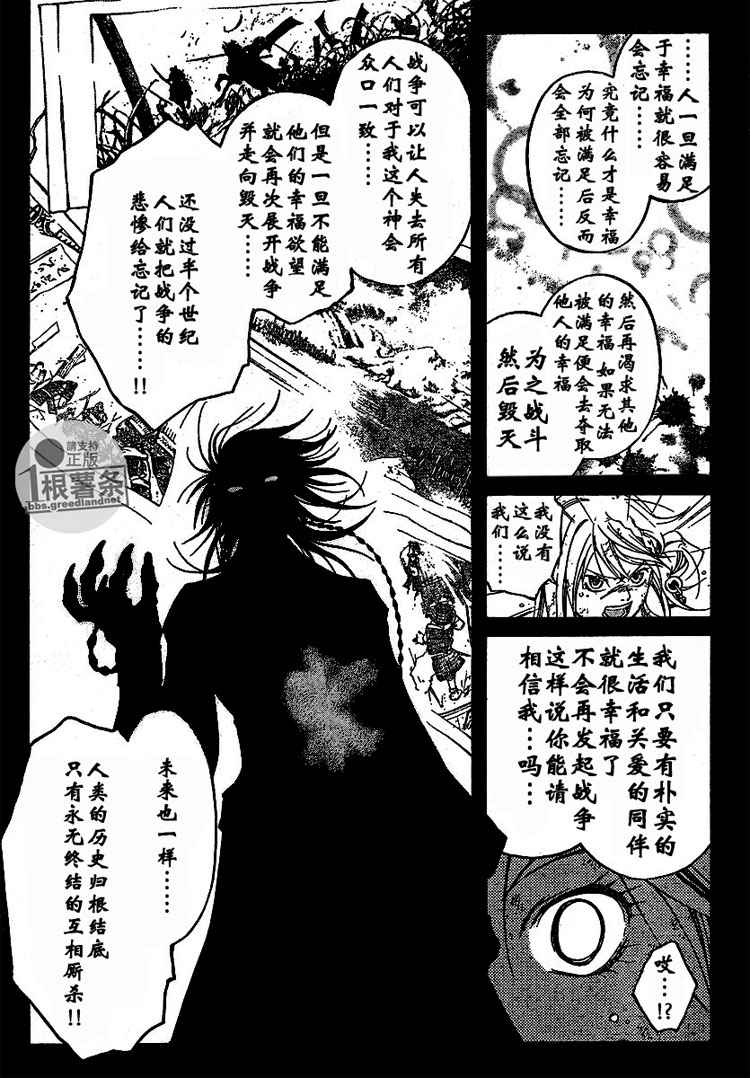 ……人一旦满足
于幸福就很容易
会忘记……
究竟什么才是幸福
为何被满足后反而
会全部忘记……
然后再渴求其他
的幸福 如果无法
被满足便会去夺取
他人的幸福
为之战斗
然后毁灭
我没有
这么说
我们……
我们只要有朴实的
生活和关爱的同伴
就很幸福了
不会再发起战争
这样说你能请
相信我…吗…
哎…!?
战争可以让人失去所有
人们对于我这个神会
众口一致……
但是一旦不能满足
他们的幸福欲望
就会再次展开战争
并走向毁灭……
还没过半个世纪
人们就把战争的
悲惨给忘记了……!!
未来也一样……
人类的历史归根结底
只有永无终结的互相厮杀!!
請支持
正版
1根薯条
bbs.greedland.net